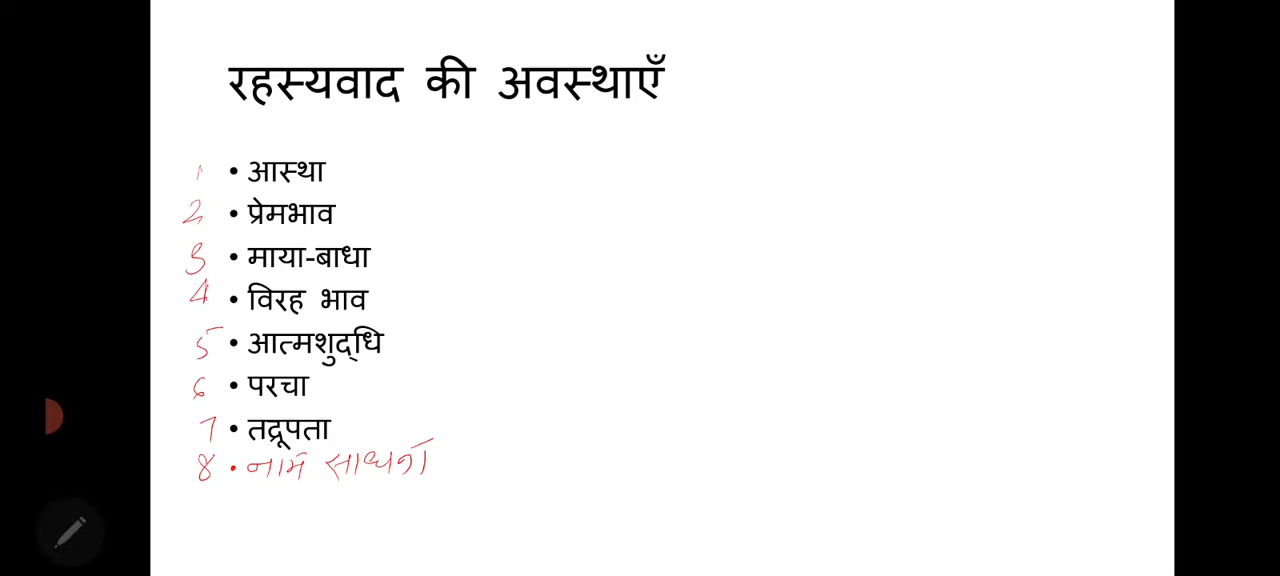 रहस्यवाद की अवस्थाएँ
1 • आस्था
2 • प्रेमभाव
3 • माया-बाधा
4 • विरह भाव
5 • आत्मशुद्धि
6 • परचा
7 • तद्रूपता
8 • नाम साधना